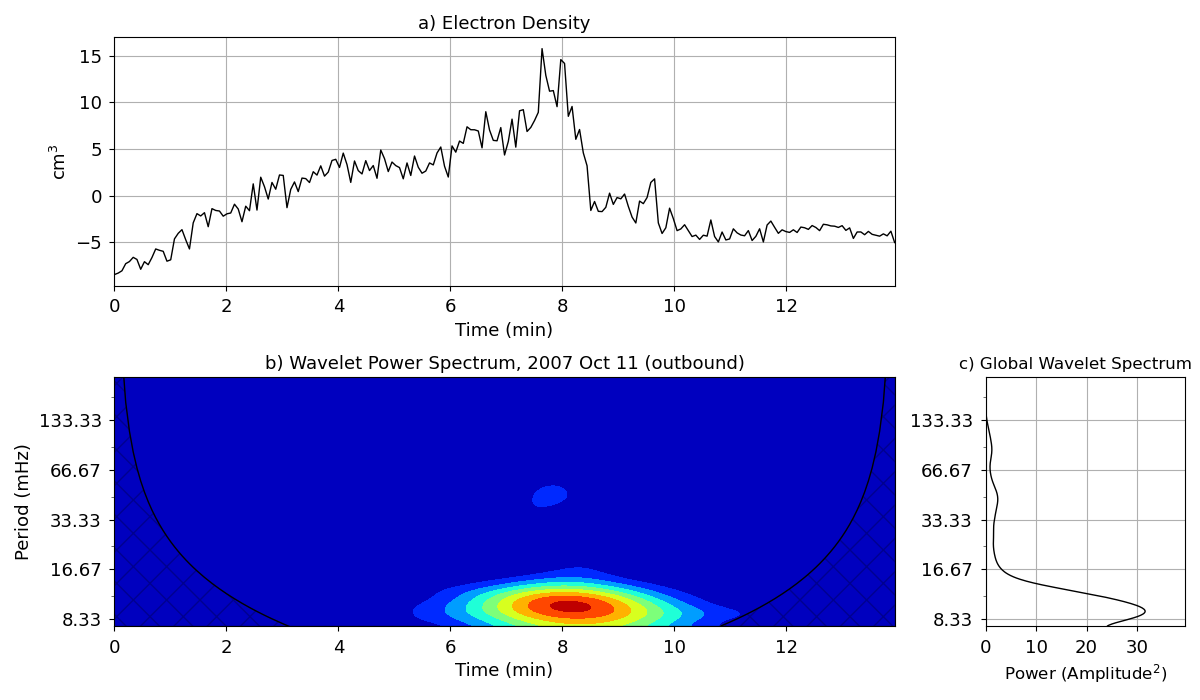 a) Electron Density
15
10
5
0
−5
cm³
0 2 4 6 8 10 12
Time (min)
b) Wavelet Power Spectrum, 2007 Oct 11 (outbound)
133.33
66.67
33.33
16.67
8.33
Period (mHz)
0 2 4 6 8 10 12
Time (min)
c) Global Wavelet Spectrum
133.33
66.67
33.33
16.67
8.33
0 10 20 30
Power (Amplitude²)